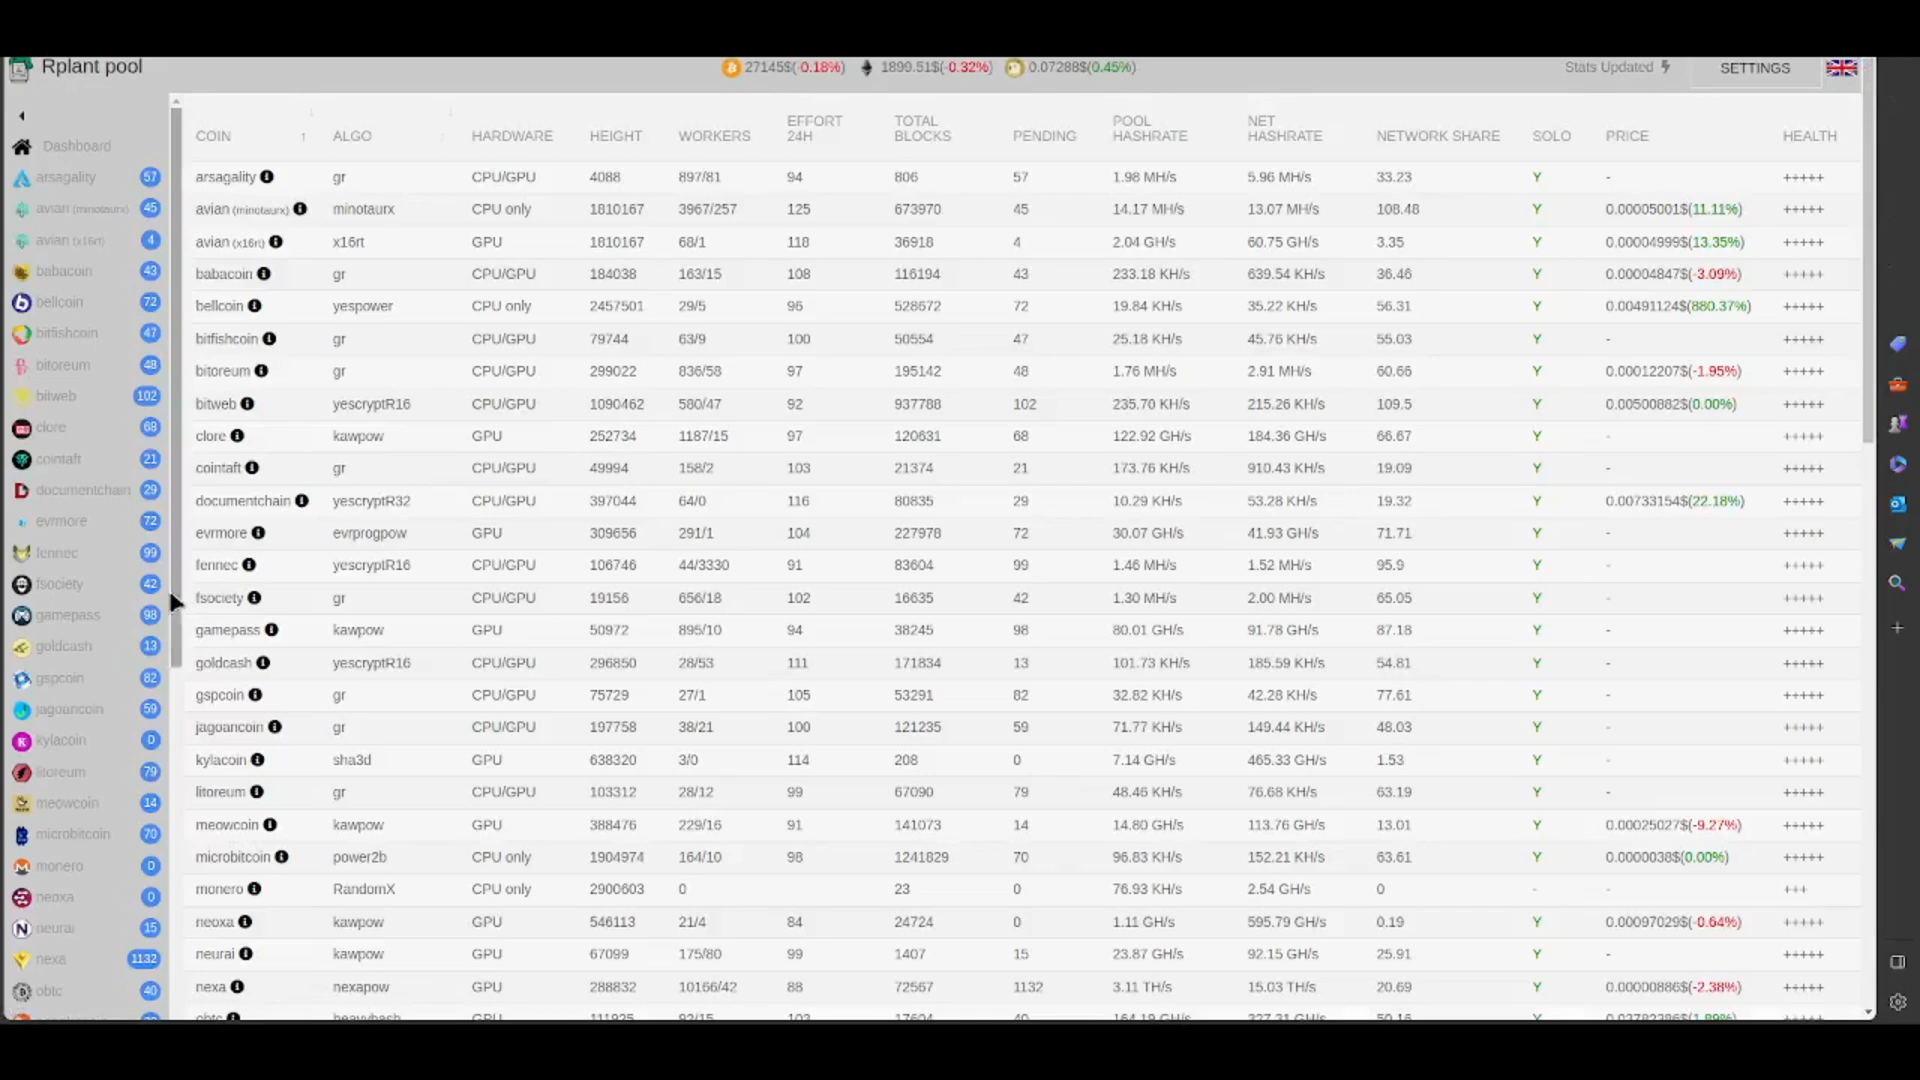 Rplant pool
27145$(-0.18%) 1899.51$(-0.32%) 0.07288$(0.45%)
Stats Updated SETTINGS
Dashboard
arsagality 57
avian (minotaurx) 45
avian (x16rt) 4
babacoin 43
bellcoin 72
bitfishcoin 47
bitoreum 48
bitweb 102
clore 68
cointaft 21
documentchain 29
evrmore 72
fennec 99
fsociety 42
gamepass 98
goldcash 13
gspcoin 82
jagoancoin 59
kylacoin 0
litoreum 79
meowcoin 14
microbitcoin 70
monero 0
neoxa 0
neurai 15
nexa 1132
obtc 40
COIN ↑ ALGO HARDWARE HEIGHT WORKERS EFFORT 24H TOTAL BLOCKS PENDING POOL HASHRATE NET HASHRATE NETWORK SHARE SOLO PRICE HEALTH
arsagality gr CPU/GPU 4088 897/81 94 806 57 1.98 MH/s 5.96 MH/s 33.23 Y - +++++
avian (minotaurx) minotaurx CPU only 1810167 3967/257 125 673970 45 14.17 MH/s 13.07 MH/s 108.48 Y 0.00005001$(11.11%) +++++
avian (x16rt) x16rt GPU 1810167 68/1 118 36918 4 2.04 GH/s 60.75 GH/s 3.35 Y 0.00004999$(13.35%) +++++
babacoin gr CPU/GPU 184038 163/15 108 116194 43 233.18 KH/s 639.54 KH/s 36.46 Y 0.00004847$(-3.09%) +++++
bellcoin yespower CPU only 2457501 29/5 96 528672 72 19.84 KH/s 35.22 KH/s 56.31 Y 0.00491124$(880.37%) +++++
bitfishcoin gr CPU/GPU 79744 63/9 100 50554 47 25.18 KH/s 45.76 KH/s 55.03 Y - +++++
bitoreum gr CPU/GPU 299022 836/58 97 195142 48 1.76 MH/s 2.91 MH/s 60.66 Y 0.00012207$(-1.95%) +++++
bitweb yescryptR16 CPU/GPU 1090462 580/47 92 937788 102 235.70 KH/s 215.26 KH/s 109.5 Y 0.00500882$(0.00%) +++++
clore kawpow GPU 252734 1187/15 97 120631 68 122.92 GH/s 184.36 GH/s 66.67 Y - +++++
cointaft gr CPU/GPU 49994 158/2 103 21374 21 173.76 KH/s 910.43 KH/s 19.09 Y - +++++
documentchain yescryptR32 CPU/GPU 397044 64/0 116 80835 29 10.29 KH/s 53.28 KH/s 19.32 Y 0.00733154$(22.18%) +++++
evrmore evrprogpow GPU 309656 291/1 104 227978 72 30.07 GH/s 41.93 GH/s 71.71 Y - +++++
fennec yescryptR16 CPU/GPU 106746 44/3330 91 83604 99 1.46 MH/s 1.52 MH/s 95.9 Y - +++++
fsociety gr CPU/GPU 19156 656/18 102 16635 42 1.30 MH/s 2.00 MH/s 65.05 Y - +++++
gamepass kawpow GPU 50972 895/10 94 38245 98 80.01 GH/s 91.78 GH/s 87.18 Y - +++++
goldcash yescryptR16 CPU/GPU 296850 28/53 111 171834 13 101.73 KH/s 185.59 KH/s 54.81 Y - +++++
gspcoin gr CPU/GPU 75729 27/1 105 53291 82 32.82 KH/s 42.28 KH/s 77.61 Y - +++++
jagoancoin gr CPU/GPU 197758 38/21 100 121235 59 71.77 KH/s 149.44 KH/s 48.03 Y - +++++
kylacoin sha3d GPU 638320 3/0 114 208 0 7.14 GH/s 465.33 GH/s 1.53 Y - +++++
litoreum gr CPU/GPU 103312 28/12 99 67090 79 48.46 KH/s 76.68 KH/s 63.19 Y - +++++
meowcoin kawpow GPU 388476 229/16 91 141073 14 14.80 GH/s 113.76 GH/s 13.01 Y 0.00025027$(-9.27%) +++++
microbitcoin power2b CPU only 1904974 164/10 98 1241829 70 96.83 KH/s 152.21 KH/s 63.61 Y 0.0000038$(0.00%) +++++
monero RandomX CPU only 2900603 0 23 0 76.93 KH/s 2.54 GH/s 0 - - +++
neoxa kawpow GPU 546113 21/4 84 24724 0 1.11 GH/s 595.79 GH/s 0.19 Y 0.00097029$(-0.64%) +++++
neurai kawpow GPU 67099 175/80 99 1407 15 23.87 GH/s 92.15 GH/s 25.91 Y - +++++
nexa nexapow GPU 288832 10166/42 88 72567 1132 3.11 TH/s 15.03 TH/s 20.69 Y 0.00000886$(-2.38%) +++++
obtc heavyhash GPU